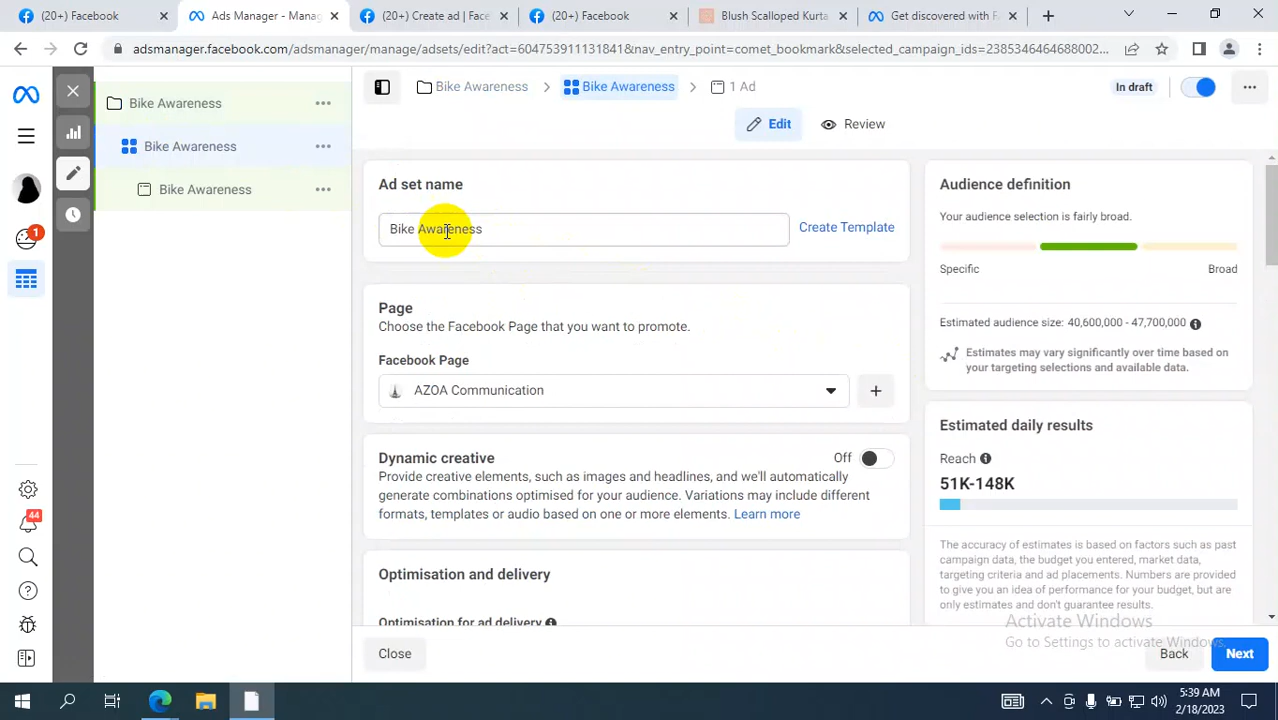 (20+) Facebook
Ads Manager - Manag
(20+) Create ad | Face
(20+) Facebook
Blush Scalloped Kurta
Get discovered with FA
adsmanager.facebook.com/adsmanager/manage/adsets/edit?act=604753911131841&nav_entry_point=comet_bookmark&selected_campaign_ids=2385346464688002...
Bike Awareness
Bike Awareness
Bike Awareness
1
44
Bike Awareness
Bike Awareness
1 Ad
In draft
Edit
Review
Ad set name
Bike Awareness
Create Template
Page
Choose the Facebook Page that you want to promote.
Facebook Page
AZOA Communication
Dynamic creative
Off
Provide creative elements, such as images and headlines, and we'll automatically
generate combinations optimised for your audience. Variations may include different
formats, templates or audio based on one or more elements. Learn more
Optimisation and delivery
Optimisation for ad delivery
Audience definition
Your audience selection is fairly broad.
Specific
Broad
Estimated audience size: 40,600,000 - 47,700,000
Estimates may vary significantly over time based on
your targeting selections and available data.
Estimated daily results
Reach
51K-148K
The accuracy of estimates is based on factors such as past
campaign data, the budget you entered, market data,
targeting criteria and ad placements. Numbers are provided
to give you an idea of performance for your budget, but are
only estimates and don't guarantee results.
Activate Windows
Go to Settings to activate Windows.
Close
Back
Next
5:39 AM
2/18/2023